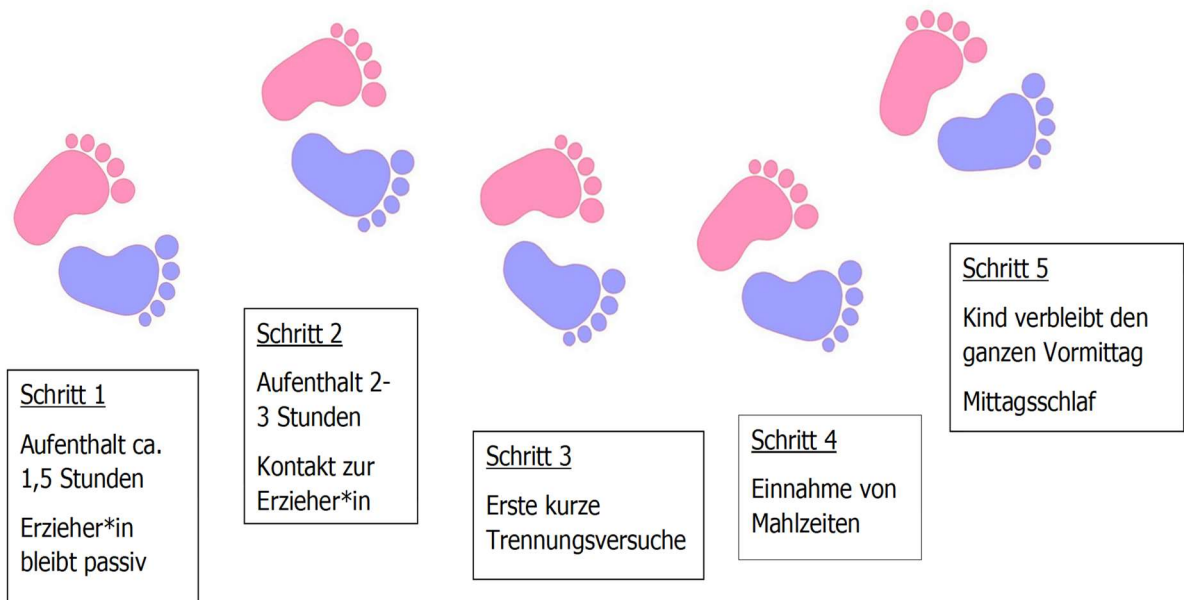 Schritt 1
Aufenthalt ca.
1,5 Stunden
Erzieher*in
bleibt passiv
Schritt 2
Aufenthalt 2-
3 Stunden
Kontakt zur
Erzieher*in
Schritt 3
Erste kurze
Trennungsversuche
Schritt 4
Einnahme von
Mahlzeiten
Schritt 5
Kind verbleibt den
ganzen Vormittag
Mittagsschlaf